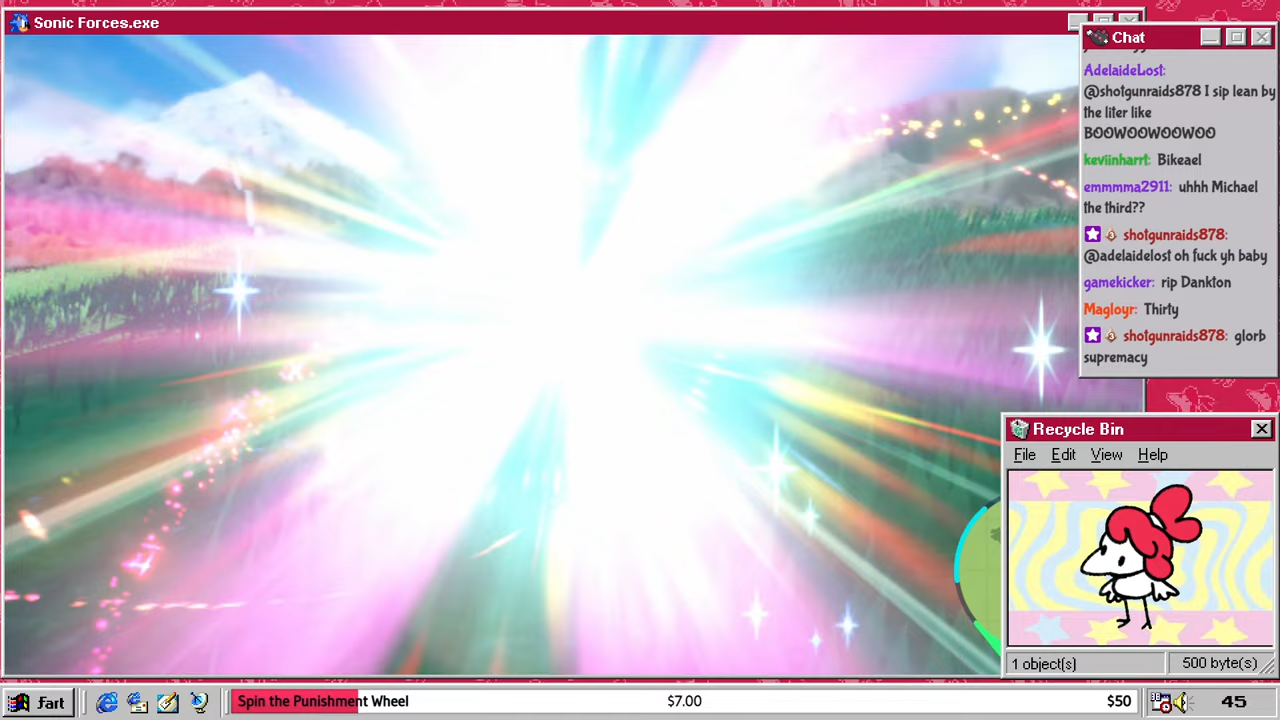 Sonic Forces.exe
Chat
AdelaideLost:
@shotgunraids878 I sip lean by
the liter like
BOOWOOWOOWOO
keviinharrt: Bikeael
emmmma2911: uhhh Michael
the third??
shotgunraids878:
@adelaidelost oh fuck yh baby
gamekicker: rip Dankton
Magloyr: Thirty
shotgunraids878: glorb
supremacy
Recycle Bin
File Edit View Help
1 object(s) 500 byte(s)
fart
Spin the Punishment Wheel $7.00 $50
45